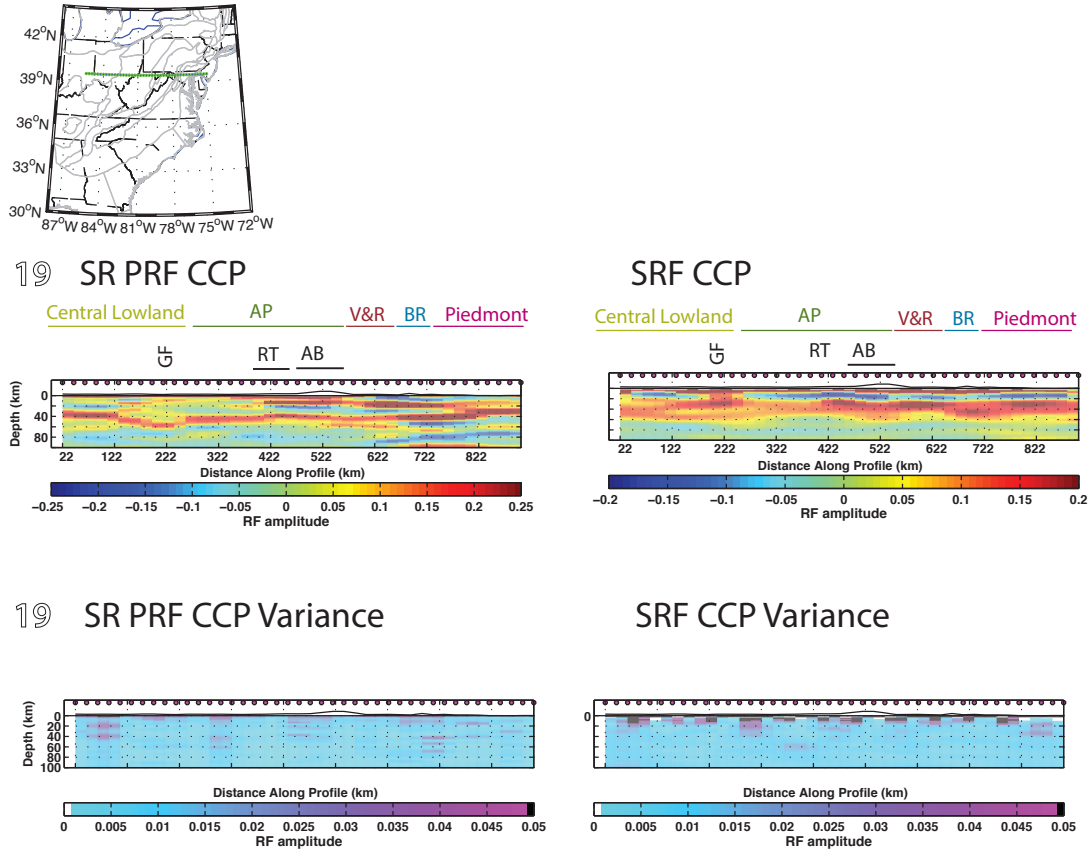 42°N
39°N
36°N
33°N
30°N
87°W 84°W 81°W 78°W 75°W 72°W
19 SR PRF CCP
SRF CCP
Central Lowland AP V&R BR Piedmont
Central Lowland AP V&R BR Piedmont
GF RT AB
GF RT AB
Depth (km)
0
40
80
22 122 222 322 422 522 622 722 822
Distance Along Profile (km)
−0.25 −0.2 −0.15 −0.1 −0.05 0 0.05 0.1 0.15 0.2 0.25
RF amplitude
22 122 222 322 422 522 622 722 822
Distance Along Profile (km)
−0.2 −0.15 −0.1 −0.05 0 0.05 0.1 0.15 0.2
RF amplitude
19 SR PRF CCP Variance
SRF CCP Variance
Depth (km)
0
20
40
60
80
100
0
Distance Along Profile (km)
0 0.005 0.01 0.015 0.02 0.025 0.03 0.035 0.04 0.045 0.05
RF amplitude
Distance Along Profile (km)
0 0.005 0.01 0.015 0.02 0.025 0.03 0.035 0.04 0.045 0.05
RF amplitude